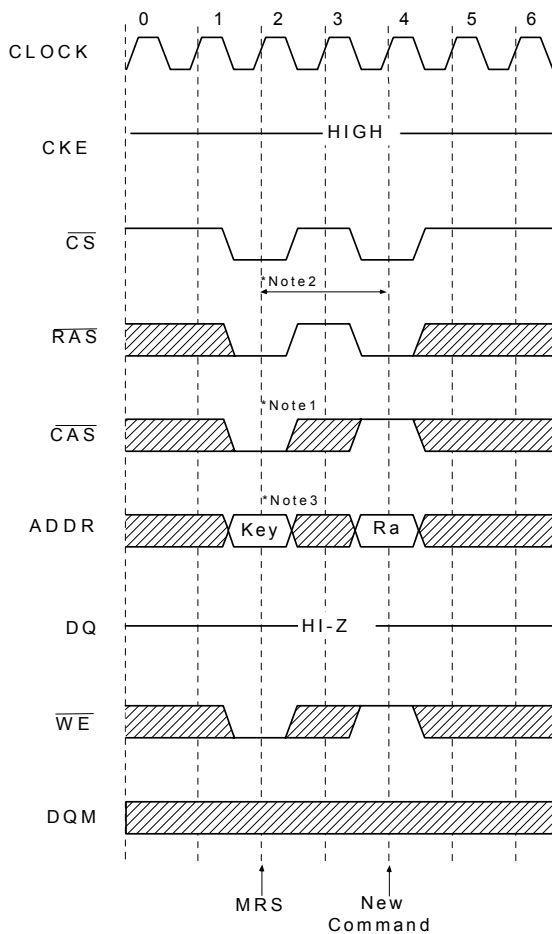 0 1 2 3 4 5 6
CLOCK
CKE
HIGH
CS
*Note2
RAS
*Note1
CAS
*Note3
ADDR
Key
Ra
DQ
HI-Z
WE
DQM
MRS
New
Command